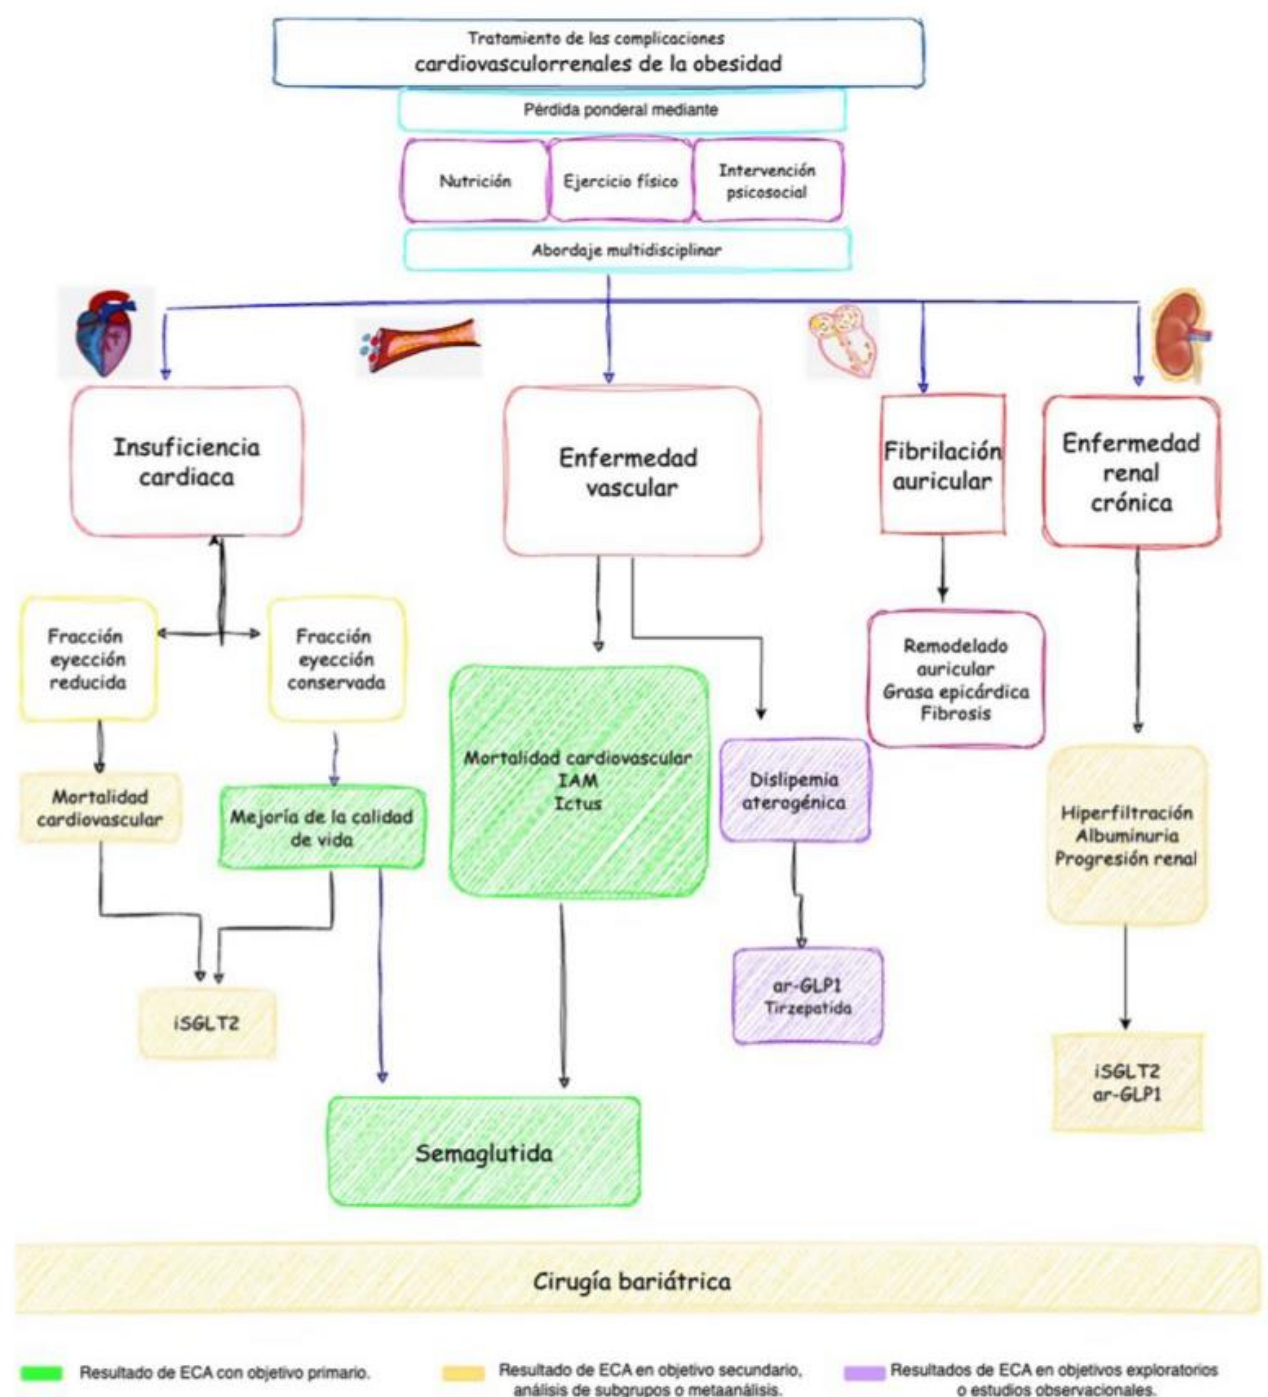 Tratamiento de las complicaciones
cardiovasculorrenales de la obesidad
Pérdida ponderal mediante
Nutrición
Ejercicio físico
Intervención
psicosocial
Abordaje multidisciplinar
Insuficiencia
cardiaca
Enfermedad
vascular
Fibrilación
auricular
Enfermedad
renal
crónica
Fracción
eyección
reducida
Fracción
eyección
conservada
Remodelado
auricular
Grasa epicárdica
Fibrosis
Mortalidad
cardiovascular
Mejoría de la calidad
de vida
Mortalidad cardiovascular
IAM
Ictus
Dislipemia
aterogénica
Hiperfiltración
Albuminuria
Progresión renal
iSGLT2
ar-GLP1
Tirzepatida
iSGLT2
ar-GLP1
Semaglutida
Cirugía bariátrica
Resultado de ECA con objetivo primario.
Resultado de ECA en objetivo secundario,
análisis de subgrupos o metaanálisis.
Resultados de ECA en objetivos exploratorios
o estudios observacionales.